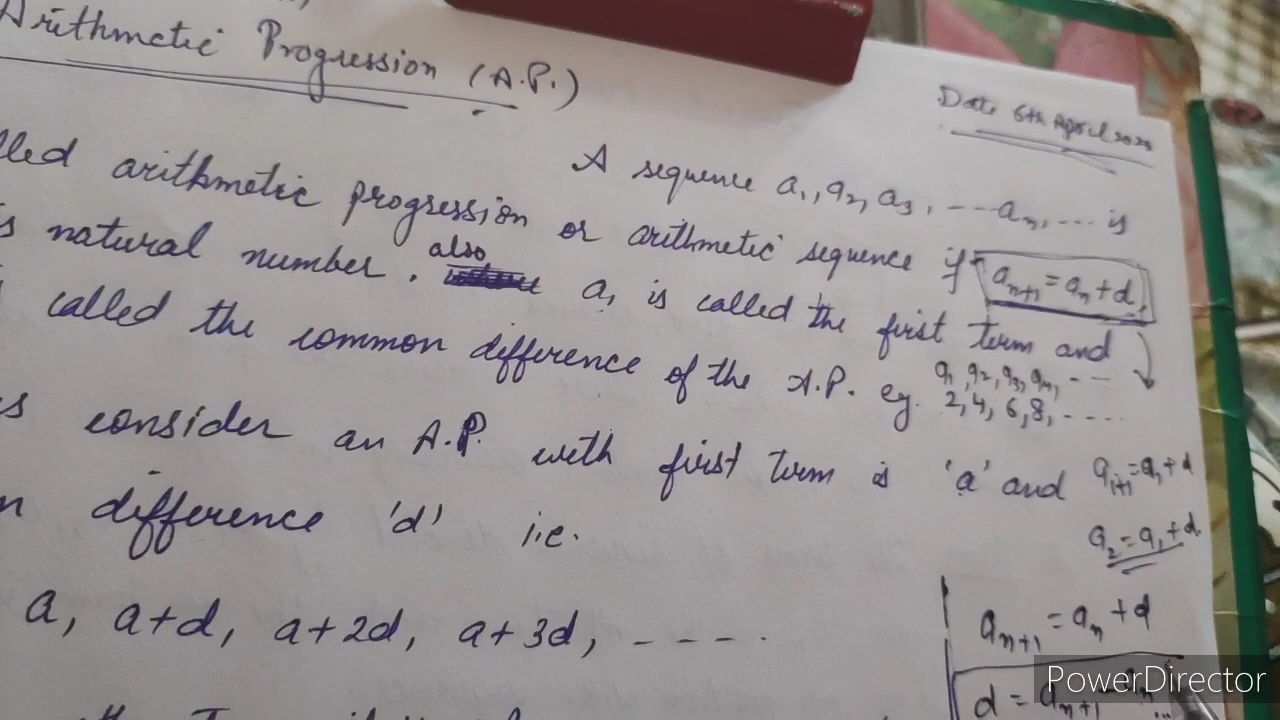 Arithmetic Progression (A.P.)
Date 6th April 2020
A sequence a₁, a₂, a₃, ---aₙ, --- is
lled arithmetic progression or arithmetic sequence if aₙ₊₁ = aₙ + d,
s natural number. also a₁ is called the first term and
called the common difference of the A.P. eg. 2, 4, 6, 8, ----
a₁, a₂, a₃, a₄, --
s consider an A.P. with first term is 'a' and
a₁₊₁ = a₁ + d
n difference 'd' i.e.
a₂ = a₁ + d
a, a+d, a+2d, a+3d, ----.
aₙ₊₁ = aₙ + d
d = aₙ₊₁ - aₙ
PowerDirector